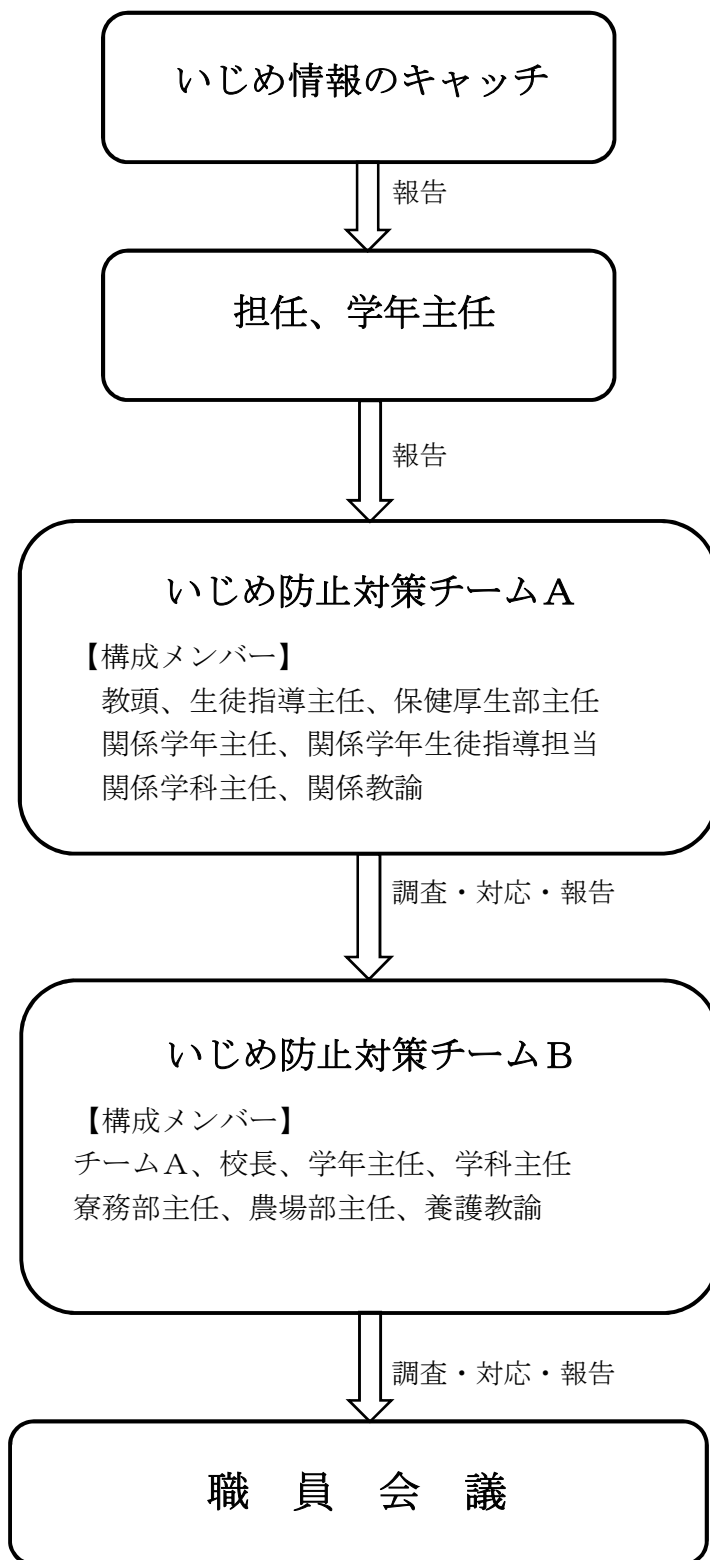 いじめ情報のキャッチ
報告
担任、学年主任
報告
いじめ防止対策チームＡ
【構成メンバー】
教頭、生徒指導主任、保健厚生部主任
関係学年主任、関係学年生徒指導担当
関係学科主任、関係教諭
調査・対応・報告
いじめ防止対策チームＢ
【構成メンバー】
チームＡ、校長、学年主任、学科主任
寮務部主任、農場部主任、養護教諭
調査・対応・報告
職　員　会　議